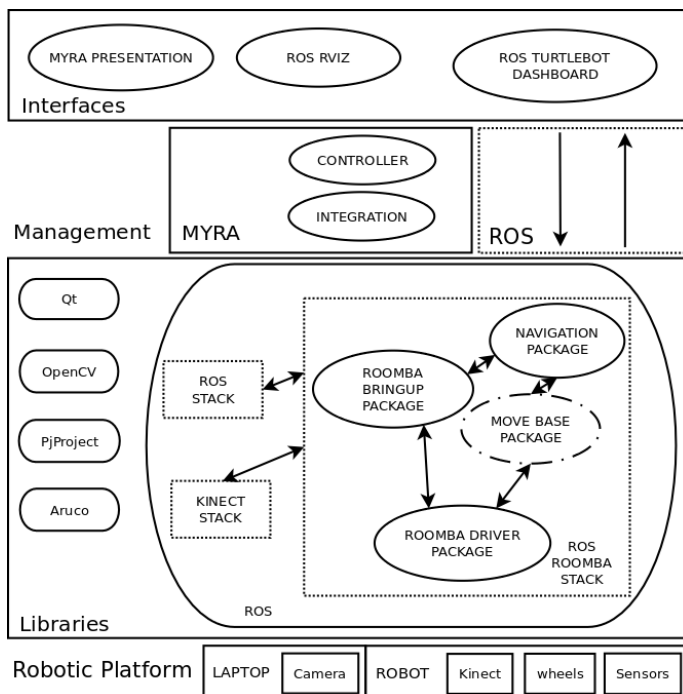 MYRA PRESENTATION
ROS RVIZ
ROS TURTLEBOT
DASHBOARD
Interfaces
CONTROLLER
INTEGRATION
Management
MYRA
ROS
Qt
OpenCV
PjProject
Aruco
ROS
STACK
KINECT
STACK
ROOMBA
BRINGUP
PACKAGE
NAVIGATION
PACKAGE
MOVE BASE
PACKAGE
ROOMBA DRIVER
PACKAGE
ROS
ROOMBA
STACK
ROS
Libraries
Robotic Platform
LAPTOP
Camera
ROBOT
Kinect
wheels
Sensors